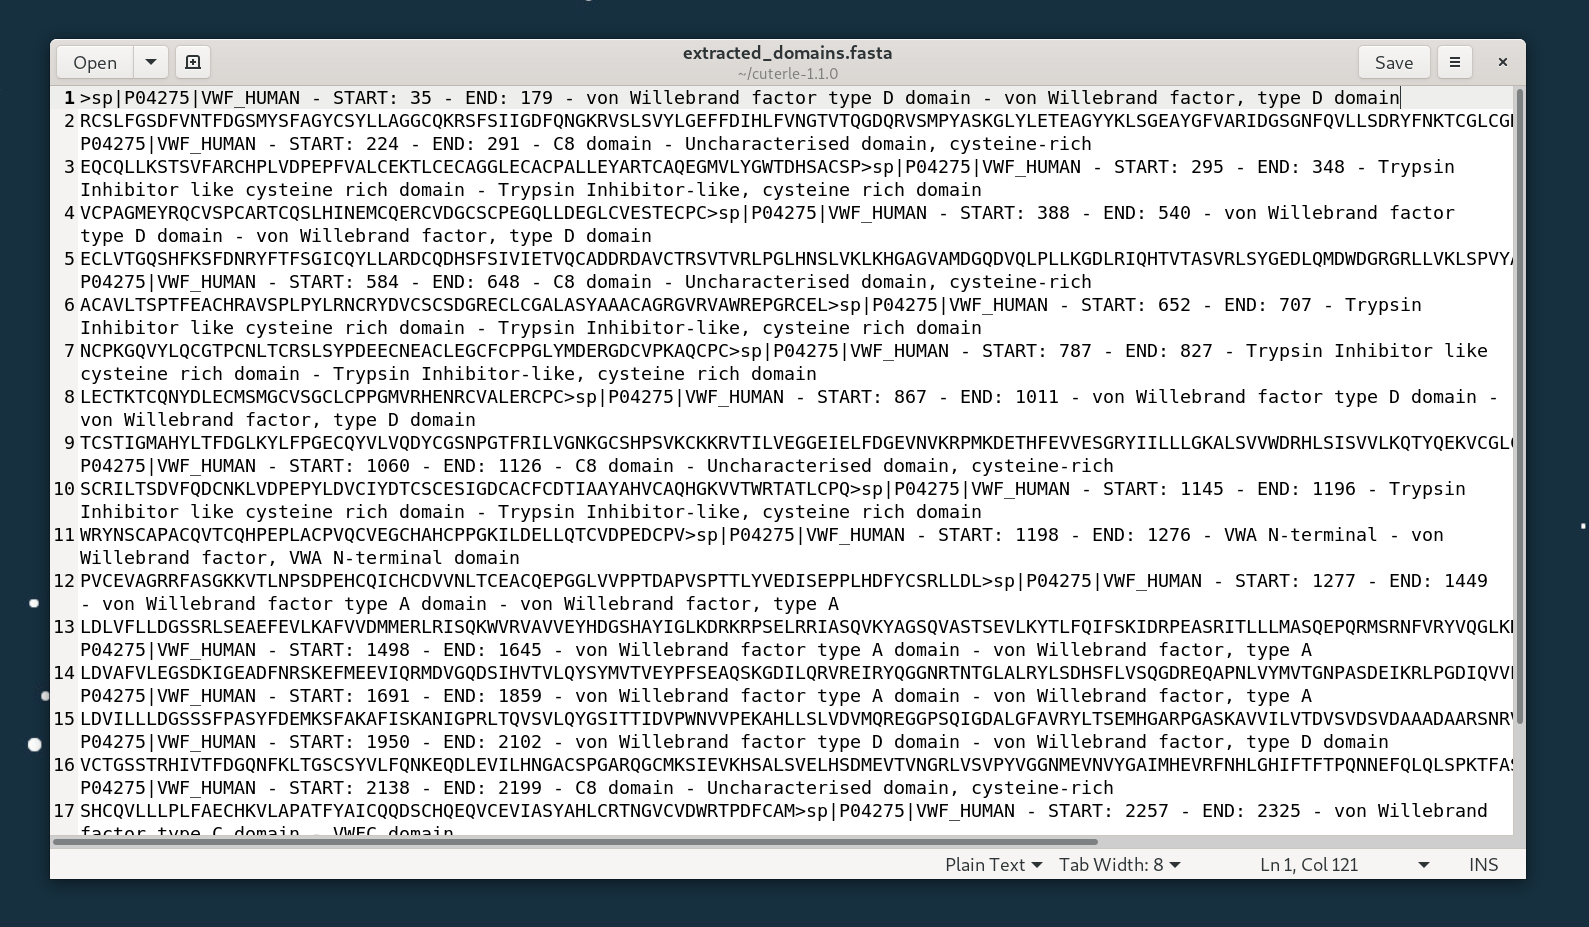 Open
extracted_domains.fasta
~/cuterle-1.1.0
Save
1 >sp|P04275|VWF_HUMAN - START: 35 - END: 179 - von Willebrand factor type D domain - von Willebrand factor, type D domain
2 RCSLFGSDFVNTFDGSMYSFAGYCSYLLAGGCQKRSFSIIGDFQNGKRVSLSVYLGEFFDIHLFVNGTVTQGDQRVSMPYASKGLYLETEAGYYKLSGEAYGFVARIDGSGNFQVLLSDRYFNKTCGLCG
P04275|VWF_HUMAN - START: 224 - END: 291 - C8 domain - Uncharacterised domain, cysteine-rich
3 EQCQLLKSTSVFARCHPLVDPEPFVALCEKTLCECAGGLECACPALLEYARTCAQEGMVLYGWTDHSACSP>sp|P04275|VWF_HUMAN - START: 295 - END: 348 - Trypsin
Inhibitor like cysteine rich domain - Trypsin Inhibitor-like, cysteine rich domain
4 VCPAGMEYRQCVSPCARTCQSLHINEMCQERCVDGCSCPEGQLLDEGLCVESTECPC>sp|P04275|VWF_HUMAN - START: 388 - END: 540 - von Willebrand factor
type D domain - von Willebrand factor, type D domain
5 ECLVTGQSHFKSFDNRYFTFSGICQYLLARDCQDHSFSIVIETVQCADDRDAVCTRSVTVRLPGLHNSLVKLKHGAGVAMDGQDVQLPLLKGDLRIQHTVTASVRLSYGEDLQMDWDGRGRLLVKLSPVYA
P04275|VWF_HUMAN - START: 584 - END: 648 - C8 domain - Uncharacterised domain, cysteine-rich
6 ACAVLTSPTFEACHRAVSPLPYLRNCRYDVCSCSDGRECLCGALASYAAACAGRGVRVAWREPGRCEL>sp|P04275|VWF_HUMAN - START: 652 - END: 707 - Trypsin
Inhibitor like cysteine rich domain - Trypsin Inhibitor-like, cysteine rich domain
7 NCPKGQVYLQCGTPCNLTCRSLSYPDEECNEACLEGCFCPPGLYMDERGDCVPKAQCPC>sp|P04275|VWF_HUMAN - START: 787 - END: 827 - Trypsin Inhibitor like
cysteine rich domain - Trypsin Inhibitor-like, cysteine rich domain
8 LECTKTCQNYDLECMSMGCVSGCLCPPGMVRHENRCVALERCPC>sp|P04275|VWF_HUMAN - START: 867 - END: 1011 - von Willebrand factor type D domain -
von Willebrand factor, type D domain
9 TCSTIGMAHYLTFDGLKYLFPGECQYVLVQDYCGSNPGTFRILVGNKGCSHPSVKCKKRVTILVEGGEIELFDGEVNVKRPMKDETHFEVVESGRYIILLLGKALSVVWDRHLSISVVLKQTYQEKVCGLC
P04275|VWF_HUMAN - START: 1060 - END: 1126 - C8 domain - Uncharacterised domain, cysteine-rich
10 SCRILTSDVFQDCNKLVDPEPYLDVCIYDTCSCESIGDCACFCDTIAAYAHVCAQHGKVVTWRTATLCPQ>sp|P04275|VWF_HUMAN - START: 1145 - END: 1196 - Trypsin
Inhibitor like cysteine rich domain - Trypsin Inhibitor-like, cysteine rich domain
11 WRYNSCAPACQVTCQHPEPLACPVQCVEGCHAHCPPGKILDELLQTCVDPEDCPV>sp|P04275|VWF_HUMAN - START: 1198 - END: 1276 - VWA N-terminal - von
Willebrand factor, VWA N-terminal domain
12 PVCEVAGRRFASGKKVTLNPSDPEHCQICHCDVVNLTCEACQEPGGLVVPPTDAPVSPTTLYVEDISEPPLHDFYCSRLLDL>sp|P04275|VWF_HUMAN - START: 1277 - END: 1449
- von Willebrand factor type A domain - von Willebrand factor, type A
13 LDLVFLLDGSSRLSEAEFEVLKAFVVDMMERLRISQKWVRVAVVEYHDGSHAYIGLKDRKRPSELRRIASQVKYAGSQVASTSEVLKYTLFQIFSKIDRPEASRITLLLMASQEPQRMSRNFVRYVQGLK
P04275|VWF_HUMAN - START: 1498 - END: 1645 - von Willebrand factor type A domain - von Willebrand factor, type A
14 LDVAFVLEGSDKIGEADFNRSKEFMEEVIQRMDVGQDSIHVTVLQYSYMVTVEYPFSEAQSKGDILQRVREIRYQGGNRTNTGLALRYLSDHSFLVSQGDREQAPNLVYMVTGNPASDEIKRLPGDIQVV
P04275|VWF_HUMAN - START: 1691 - END: 1859 - von Willebrand factor type A domain - von Willebrand factor, type A
15 LDVILLLDGSSSFPASYFDEMKSFAKAFISKANIGPRLTQVSVLQYGSITTIDVPWNVVPEKAHLLSLVDVMQREGGPSQIGDALGFAVRYLTSEMHGARPGASKAVVILVTDVSVDSVDAAADAARSNR
P04275|VWF_HUMAN - START: 1950 - END: 2102 - von Willebrand factor type D domain - von Willebrand factor, type D domain
16 VCTGSSTRHIVTFDGQNFKLTGSCSYVLFQNKEQDLEVILHNGACSPGARQGCMKSIEVKHSALSVELHSDMEVTVNGRLVSVPYVGGNMEVNVYGAIMHEVRFNHLGHIFTFTPQNNEFQLQLSPKTFA
P04275|VWF_HUMAN - START: 2138 - END: 2199 - C8 domain - Uncharacterised domain, cysteine-rich
17 SHCQVLLLPLFAECHKVLAPATFYAICQQDSCHQEQVCEVIASYAHLCRTNGVCVDWRTPDFCAM>sp|P04275|VWF_HUMAN - START: 2257 - END: 2325 - von Willebrand
factor type C domain - VWFC domain
Plain Text
Tab Width: 8
Ln 1, Col 121
INS